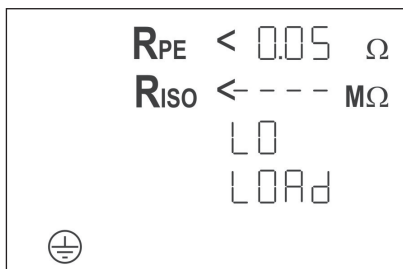 RPE < 0.05 Ω
RISO <---- MΩ
LO
LOAd